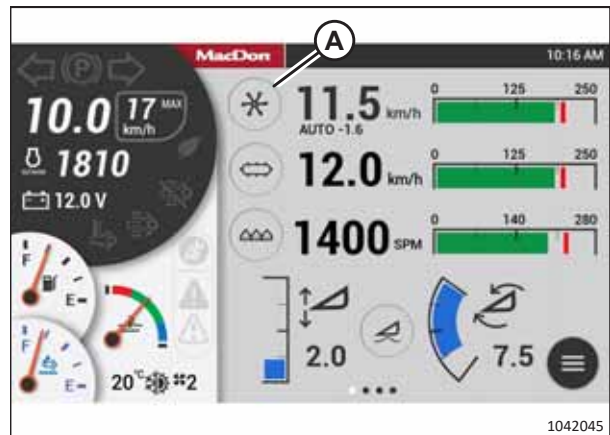 A
MacDon
10:16 AM
P
10.0 17 MAX km/h
1810
12.0 V
F
E
F
E
20°C 2
11.5 km/h
AUTO -1.6
0 125 250
12.0 km/h
0 125 250
1400 SPM
0 140 280
2.0
7.5
1042045